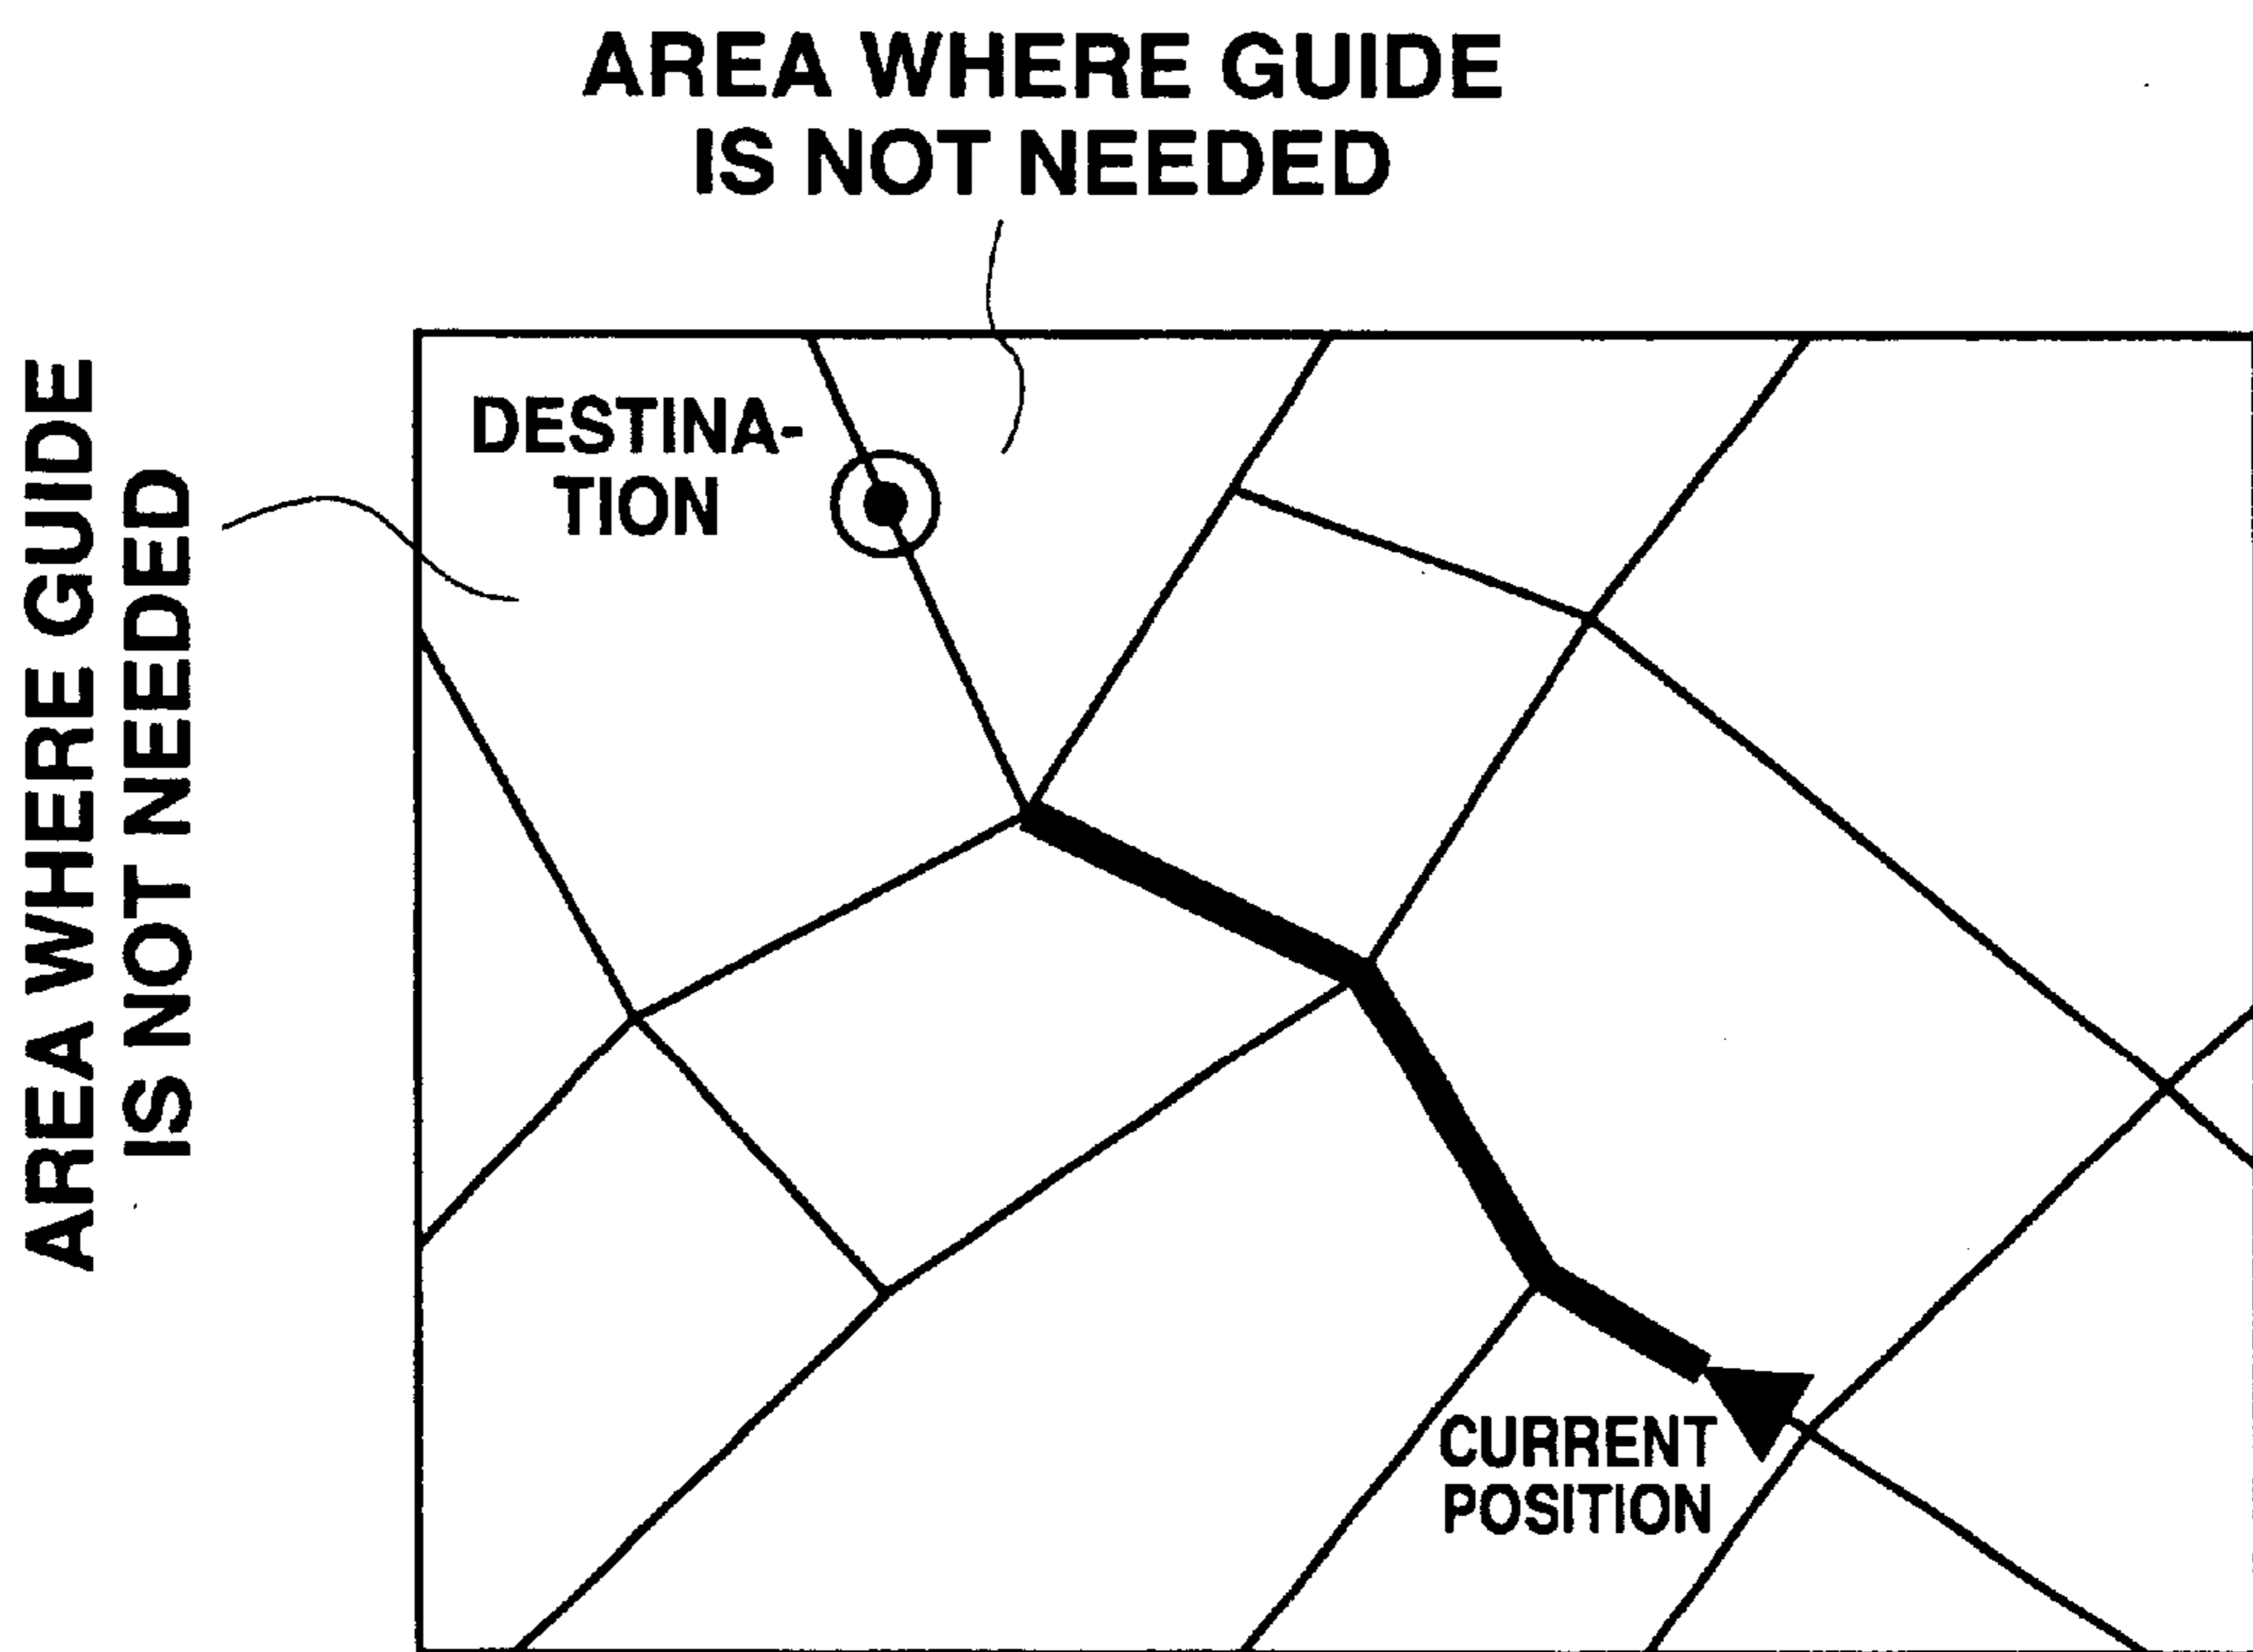 AREA WHERE GUIDE
IS NOT NEEDED
AREA WHERE GUIDE
IS NOT NEEDED
DESTINA-
TION
CURRENT
POSITION